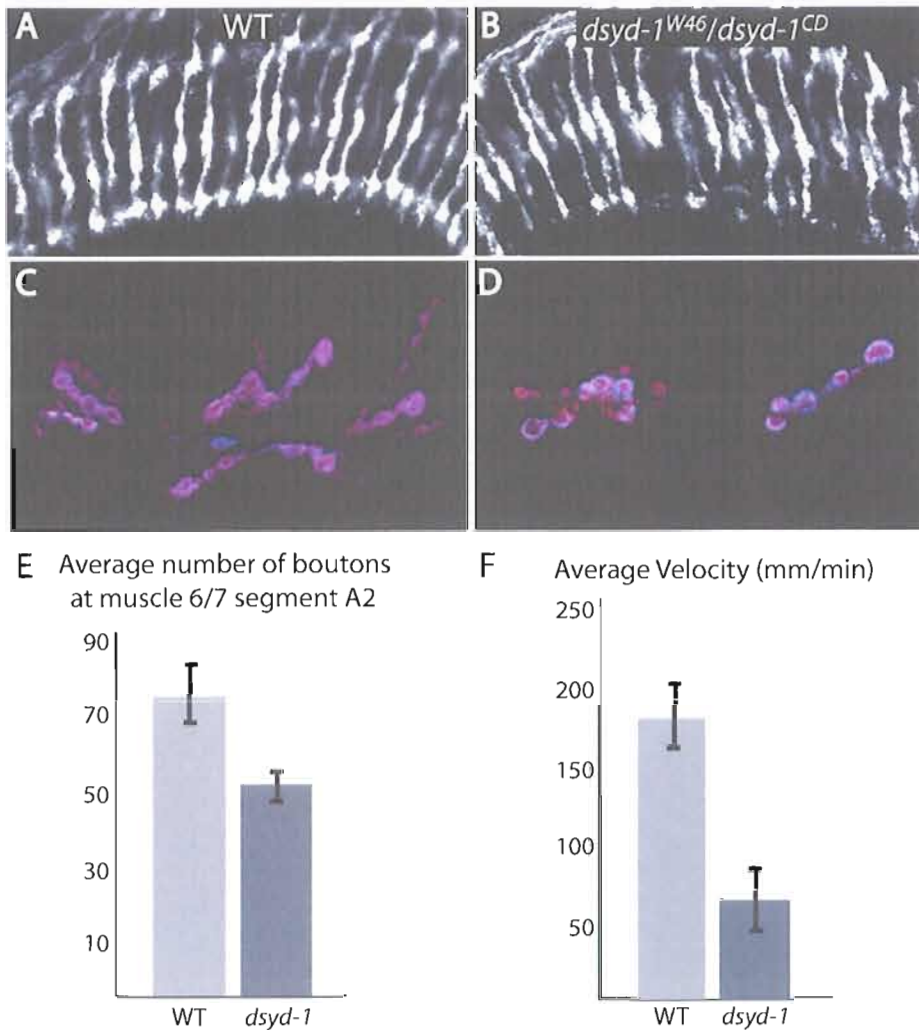 A
WT
B
dsyd-1W46/dsyd-1CD
C
D
E Average number of boutons
at muscle 6/7 segment A2
90
70
50
30
10
WT dsyd-1
F Average Velocity (mm/min)
250
200
150
100
50
WT dsyd-1